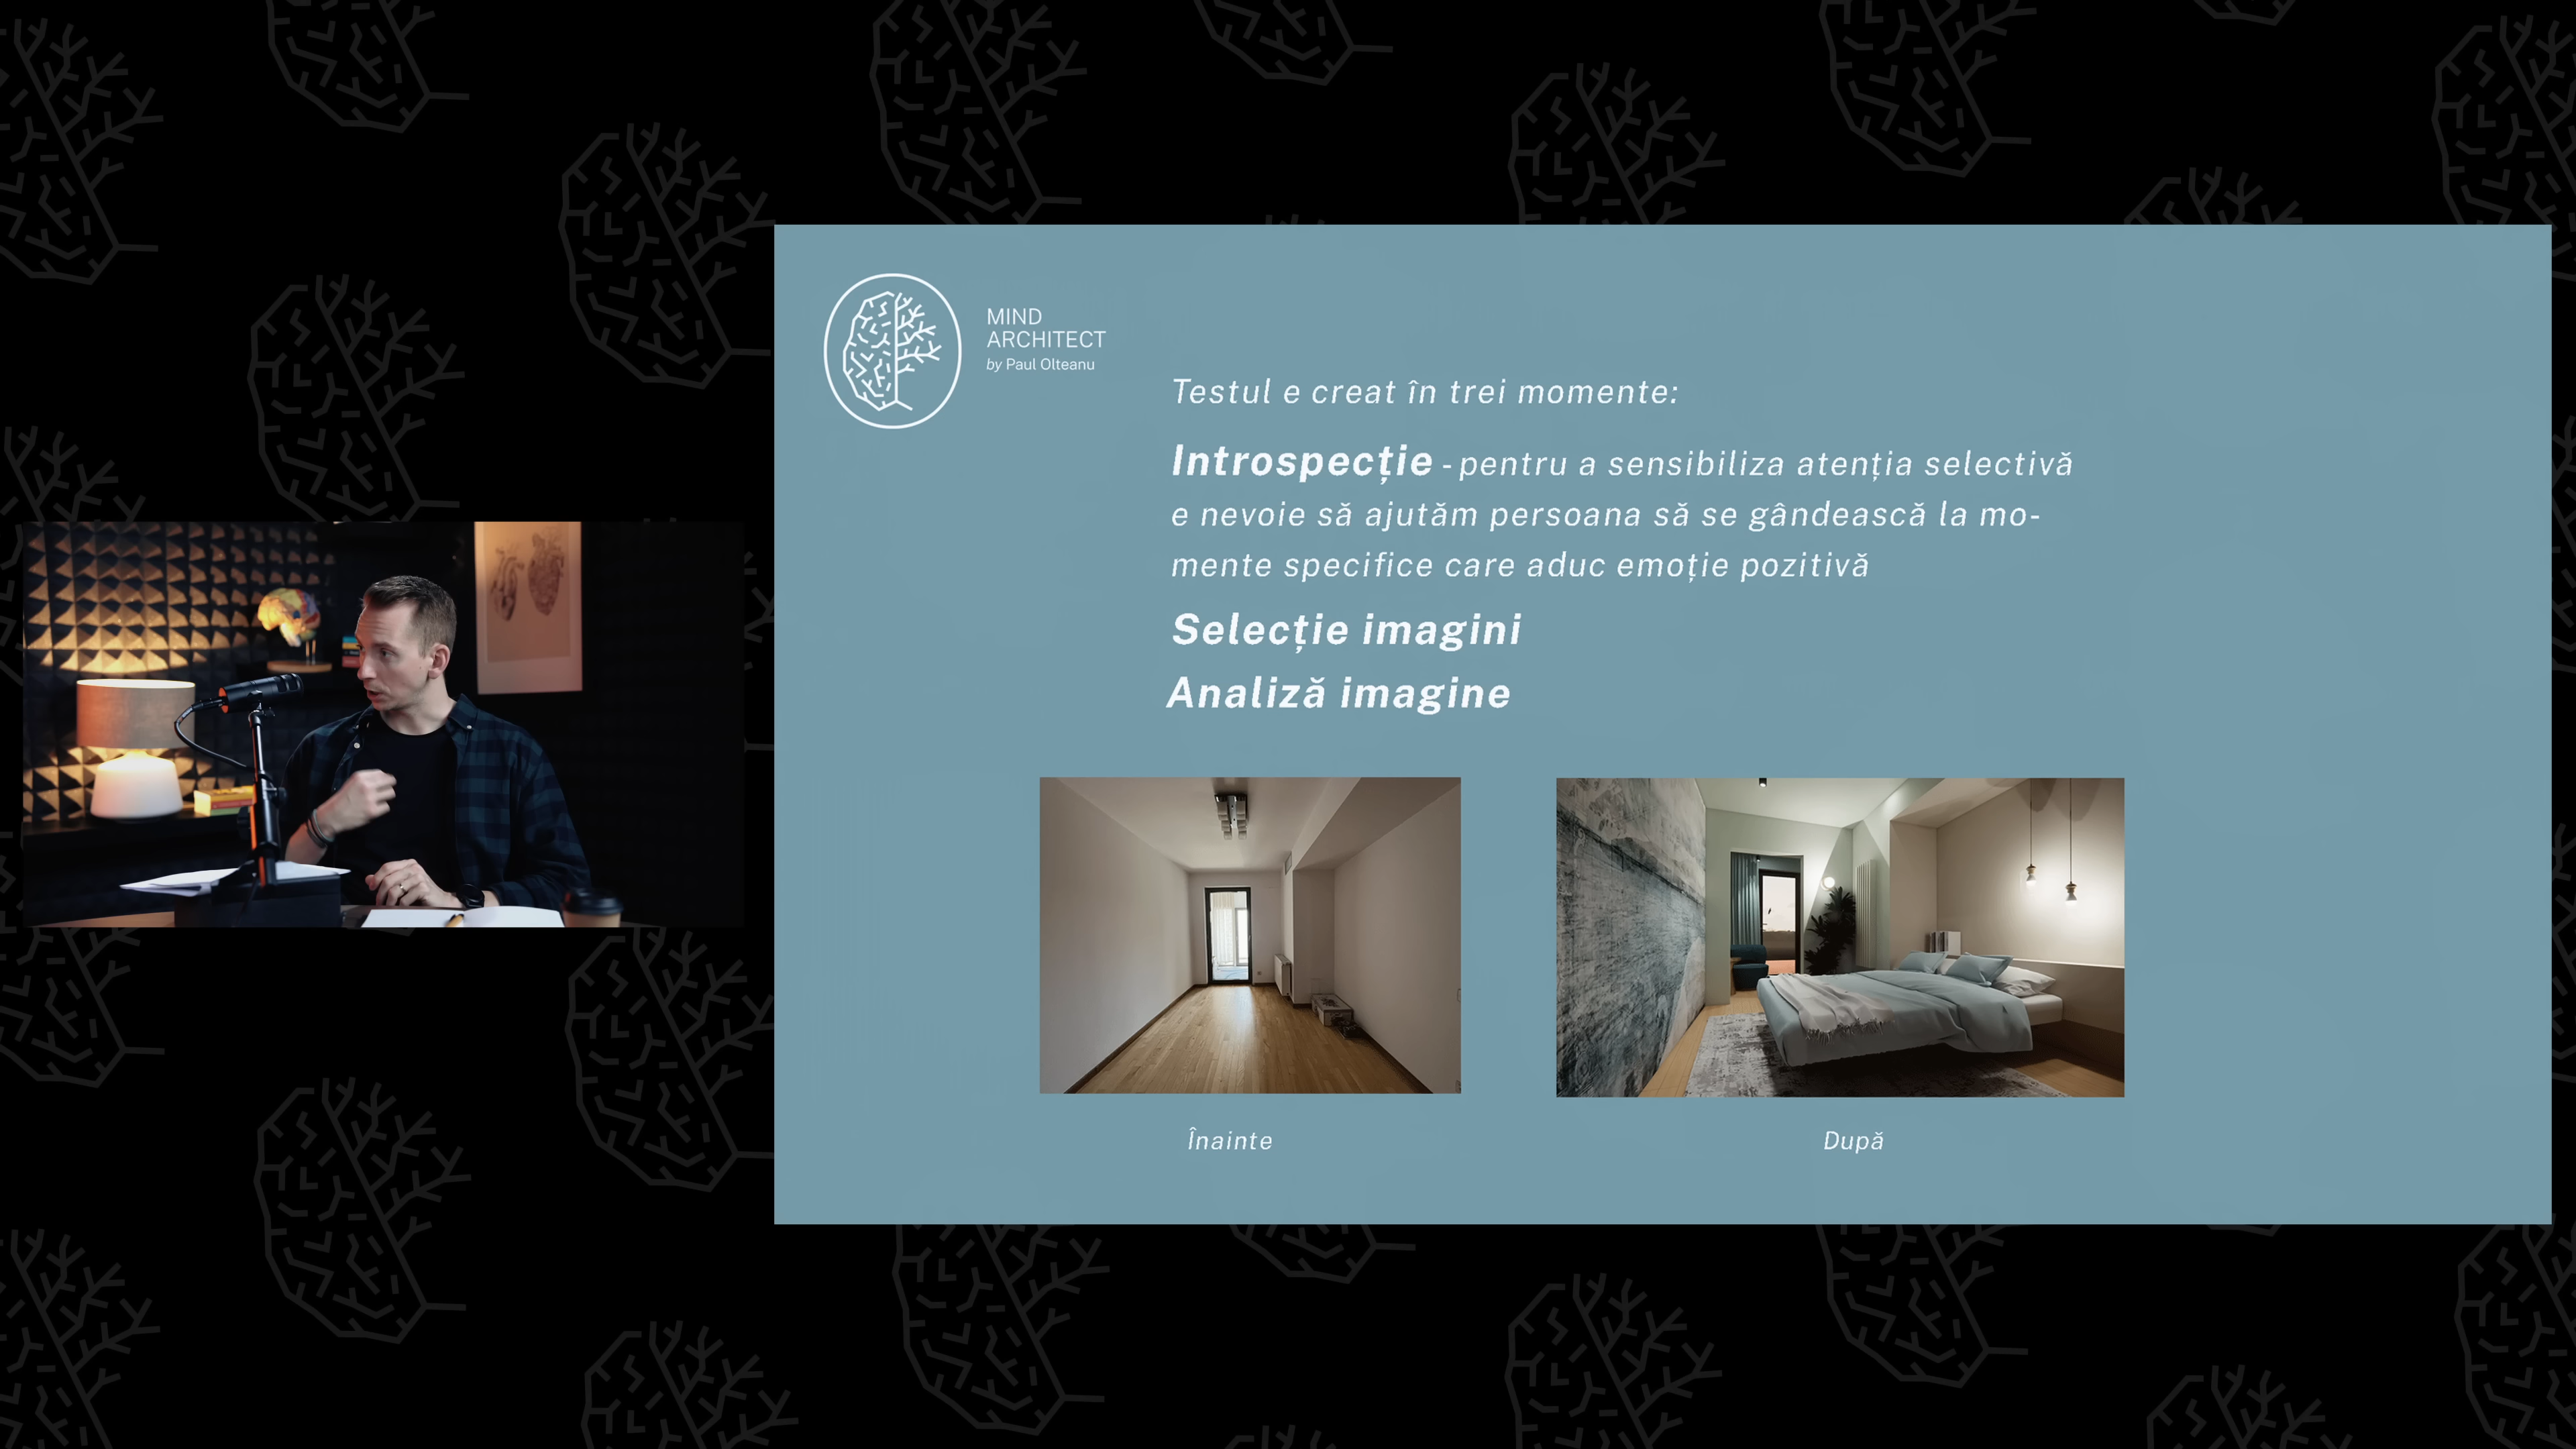 MIND
ARCHITECT
by Paul Olteanu
Testul e creat în trei momente:
Introspecție - pentru a sensibiliza atenția selectivă
e nevoie să ajutăm persoana să se gândească la mo-
mente specifice care aduc emoție pozitivă
Selecție imagini
Analiză imagine
Înainte
După